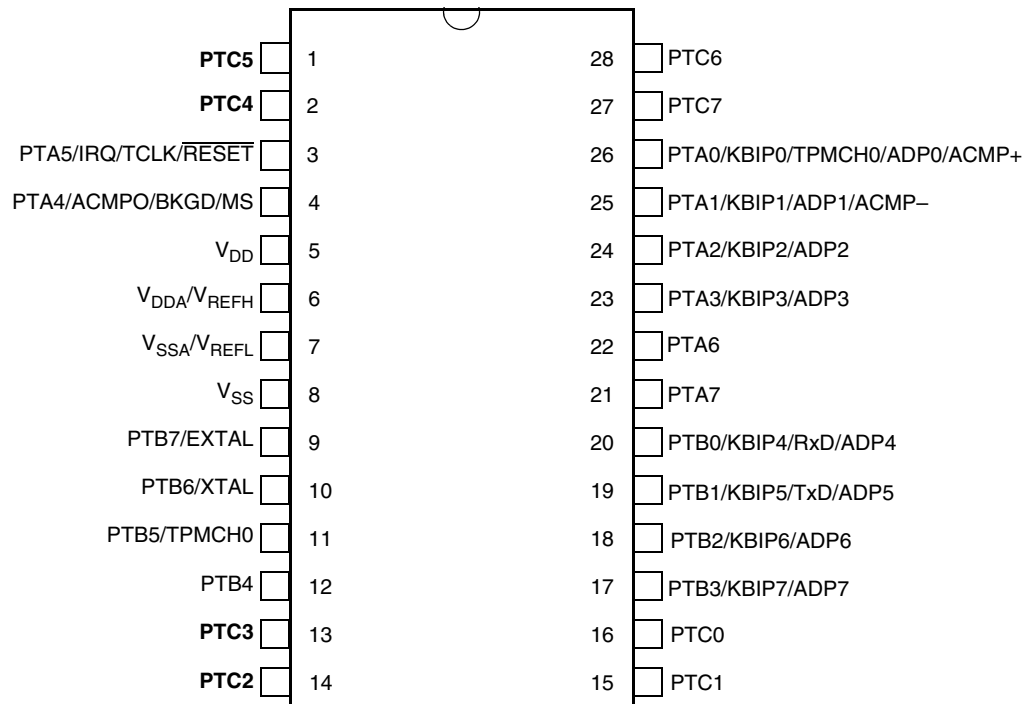 PTC5 1 28 PTC6
PTC4 2 27 PTC7
PTA5/IRQ/TCLK/RESET 3 26 PTA0/KBIP0/TPMCH0/ADP0/ACMP+
PTA4/ACMPO/BKGD/MS 4 25 PTA1/KBIP1/ADP1/ACMP–
VDD 5 24 PTA2/KBIP2/ADP2
VDDA/VREFH 6 23 PTA3/KBIP3/ADP3
VSSA/VREFL 7 22 PTA6
VSS 8 21 PTA7
PTB7/EXTAL 9 20 PTB0/KBIP4/RxD/ADP4
PTB6/XTAL 10 19 PTB1/KBIP5/TxD/ADP5
PTB5/TPMCH0 11 18 PTB2/KBIP6/ADP6
PTB4 12 17 PTB3/KBIP7/ADP7
PTC3 13 16 PTC0
PTC2 14 15 PTC1